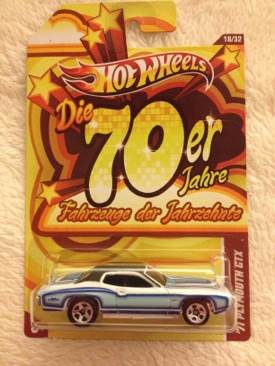 18/32
HOT WHEELS
Die
70er
Jahre
Fahrzeuge der Jahrzehnte
'71 PLYMOUTH GTX